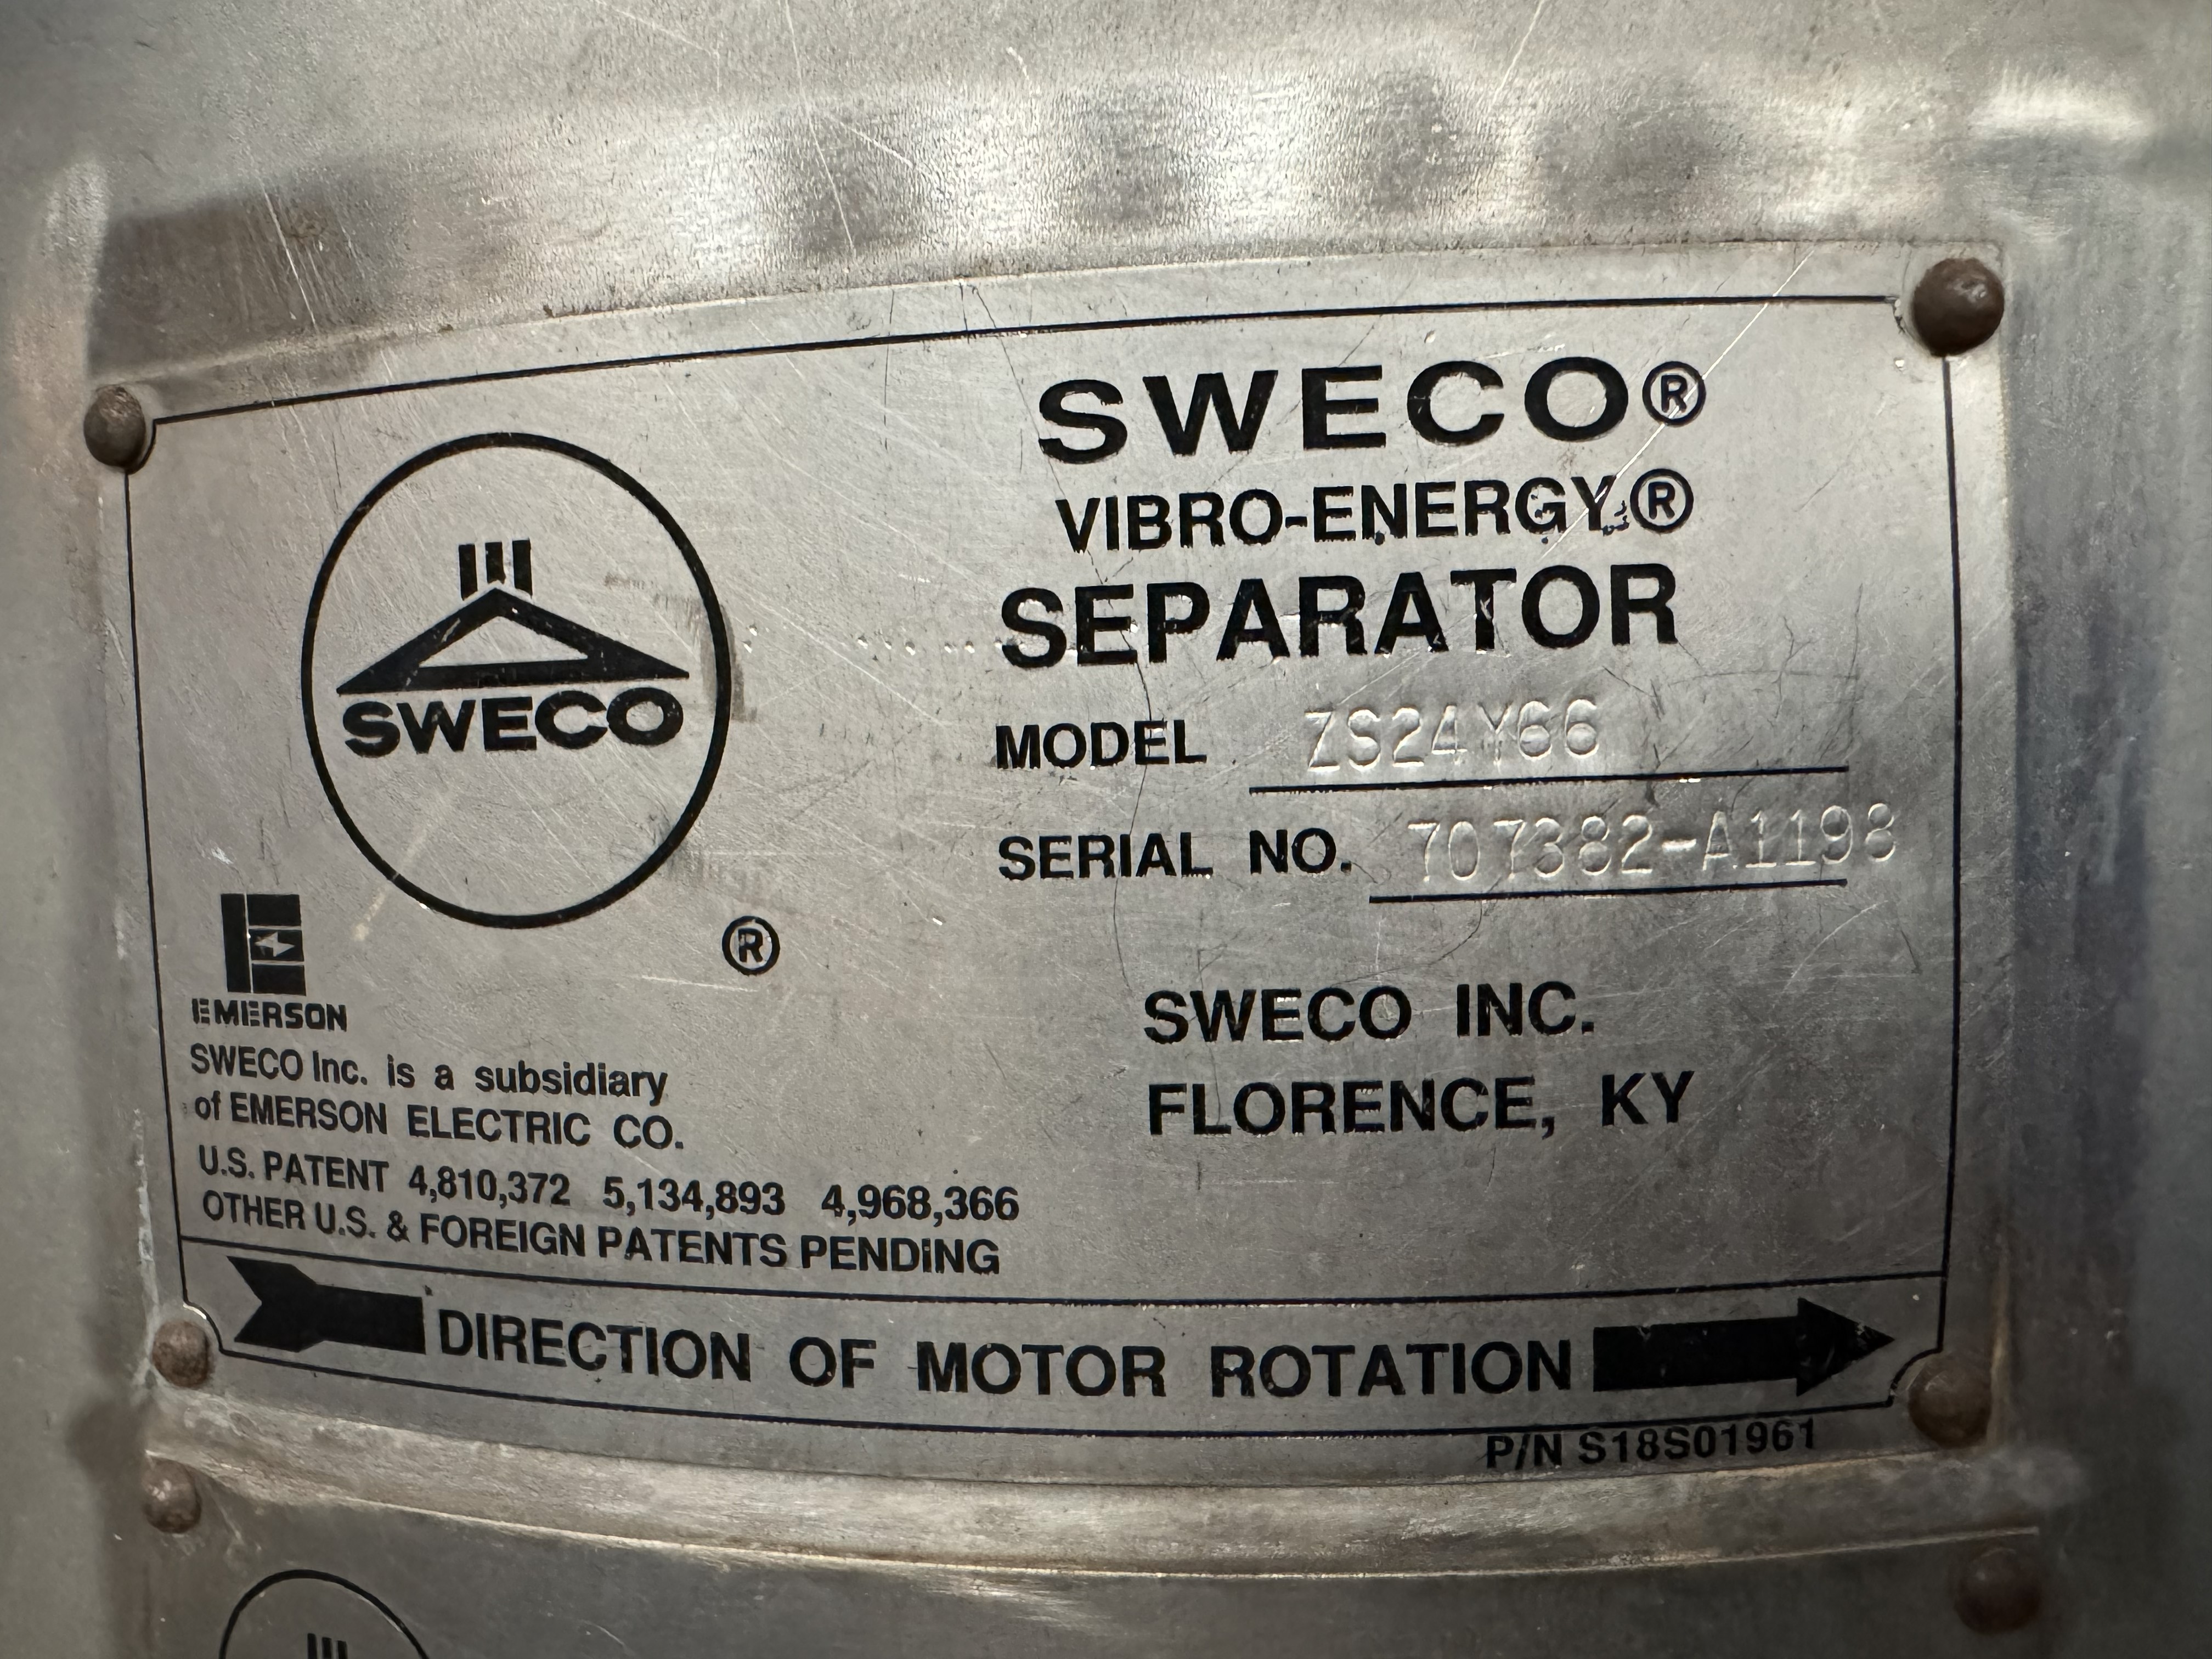 SWECO®
VIBRO-ENERGY®
SEPARATOR
MODEL ZS24Y66
SERIAL NO. 707382-A1198
SWECO INC.
FLORENCE, KY
SWECO
®
EMERSON
SWECO Inc. is a subsidiary
of EMERSON ELECTRIC CO.
U.S. PATENT 4,810,372 5,134,893 4,968,366
OTHER U.S. & FOREIGN PATENTS PENDING
DIRECTION OF MOTOR ROTATION
P/N S18S01961